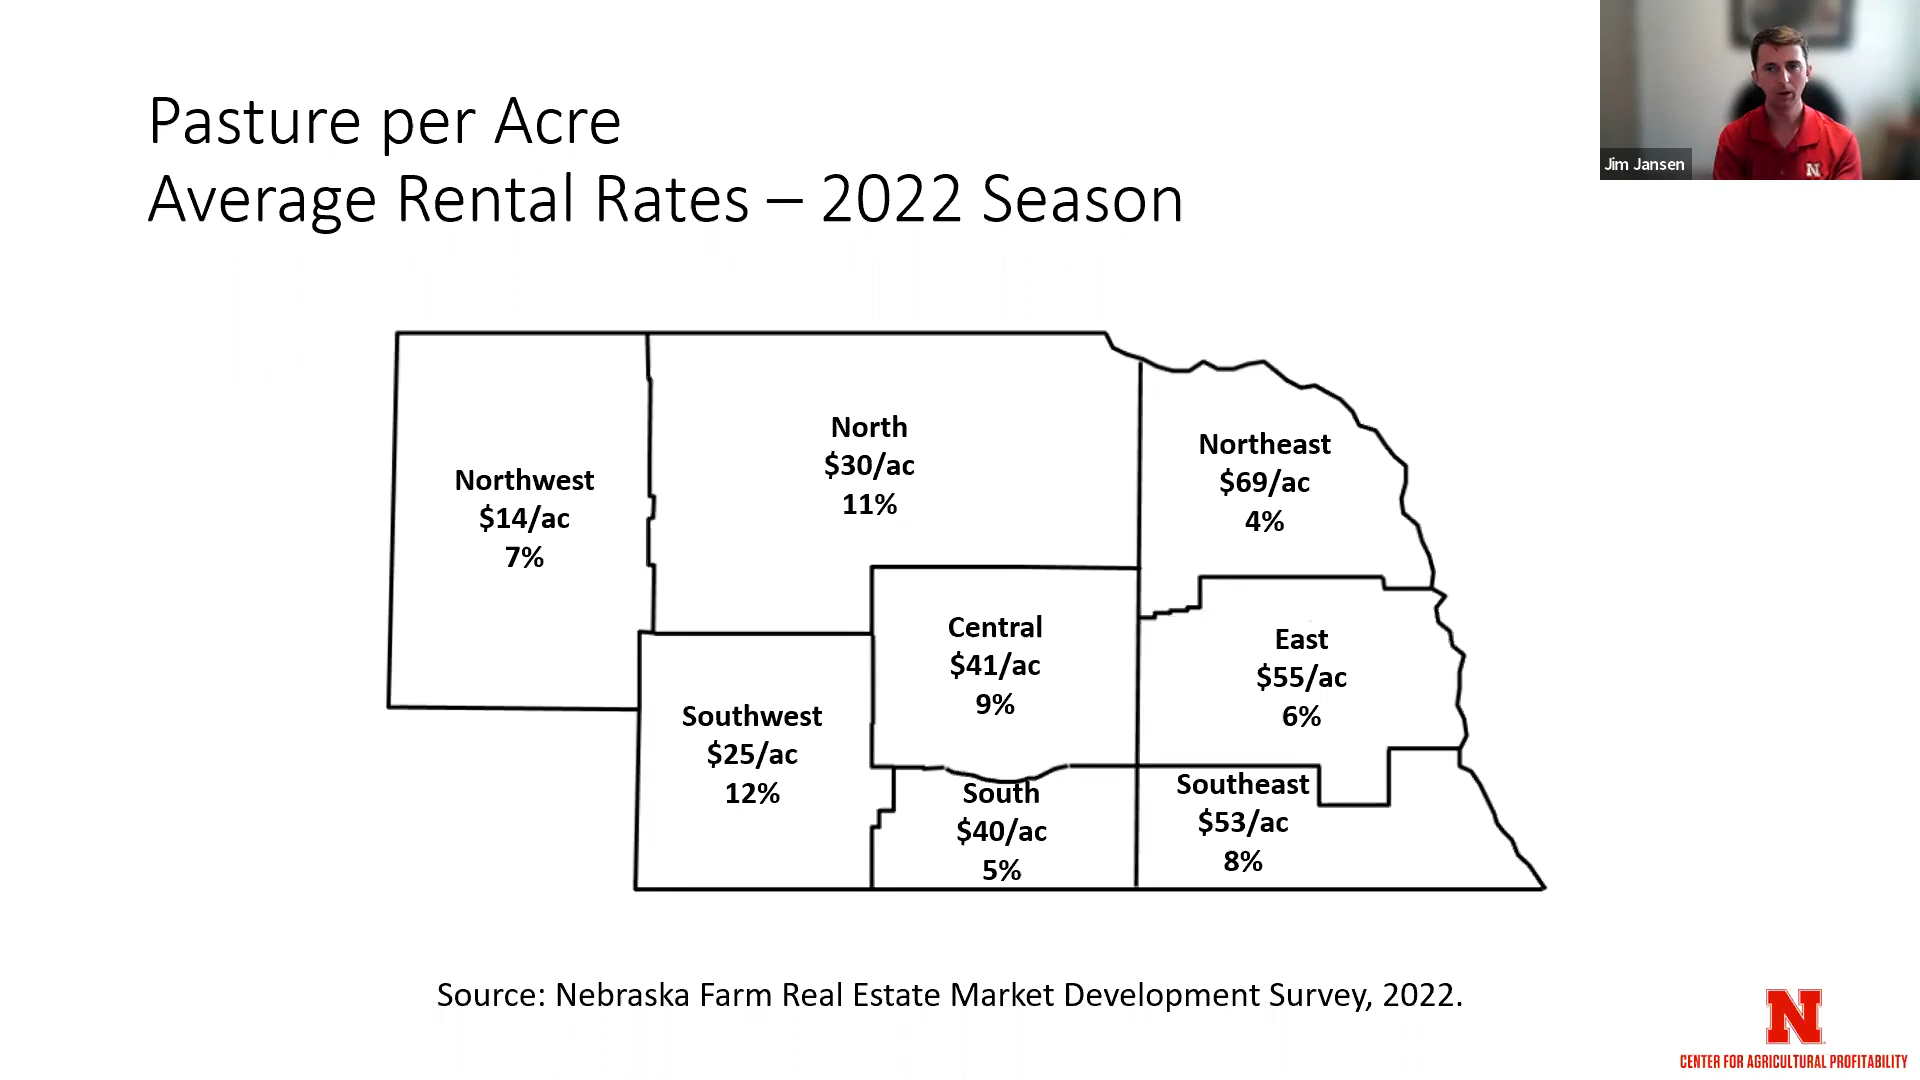 Pasture per Acre
Average Rental Rates – 2022 Season
Jim Jansen
N
Northwest
$14/ac
7%
North
$30/ac
11%
Northeast
$69/ac
4%
Central
$41/ac
9%
East
$55/ac
6%
Southwest
$25/ac
12%
South
$40/ac
5%
Southeast
$53/ac
8%
Source: Nebraska Farm Real Estate Market Development Survey, 2022.
N
CENTER FOR AGRICULTURAL PROFITABILITY